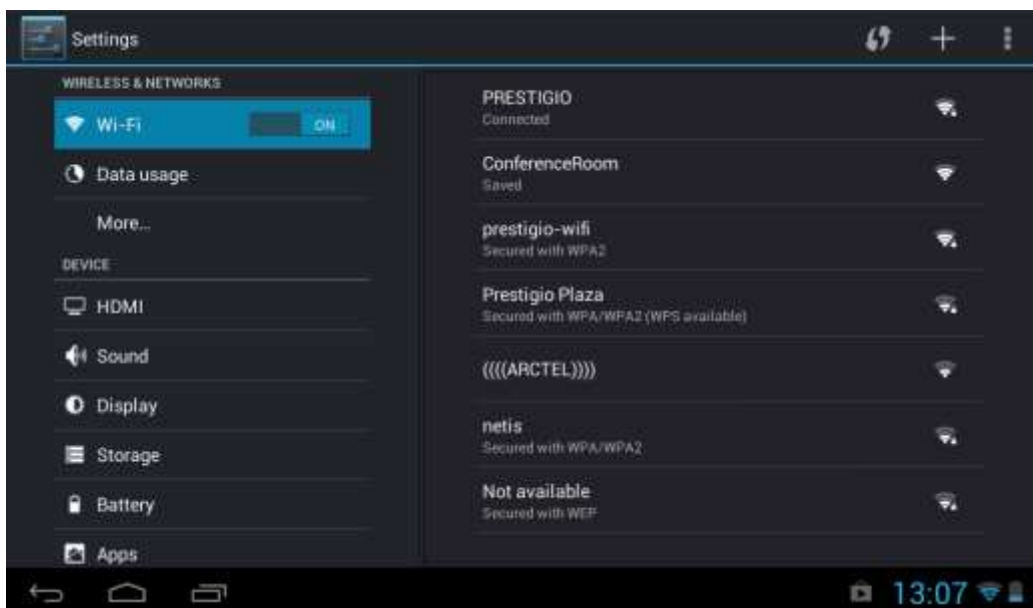 Settings
WIRELESS & NETWORKS
Wi-Fi
ON
Data usage
More...
DEVICE
HDMI
Sound
Display
Storage
Battery
Apps
PRESTIGIO
Connected
ConferenceRoom
Saved
prestigio-wifi
Secured with WPA2
Prestigio Plaza
Secured with WPA/WPA2 (WPS available)
((((ARCTEL))))
netis
Secured with WPA/WPA2
Not available
Secured with WEP
13:07